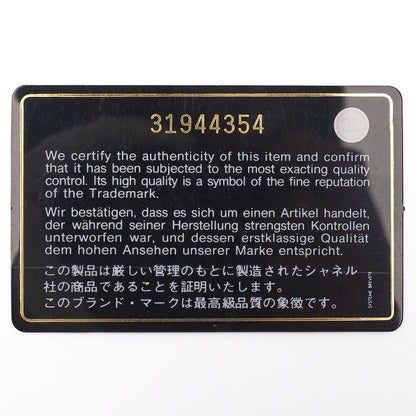 31944354
We certify the authenticity of this item and confirm
that it has been subjected to the most exacting quality
control. Its high quality is a symbol of the fine reputation
of the Trademark.
Wir bestätigen, dass es sich um einen Artikel handelt,
der während seiner Herstellung strengsten Kontrollen
unterworfen war, und dessen erstklassige Qualität
dem hohen Ansehen unserer Marke entspricht.
この製品は厳しい管理のもとに製造されたシャネル
社の商品であることを証明いたします。
このブランド・マークは最高級品質の象徴です。
SYSTEME BREVETE